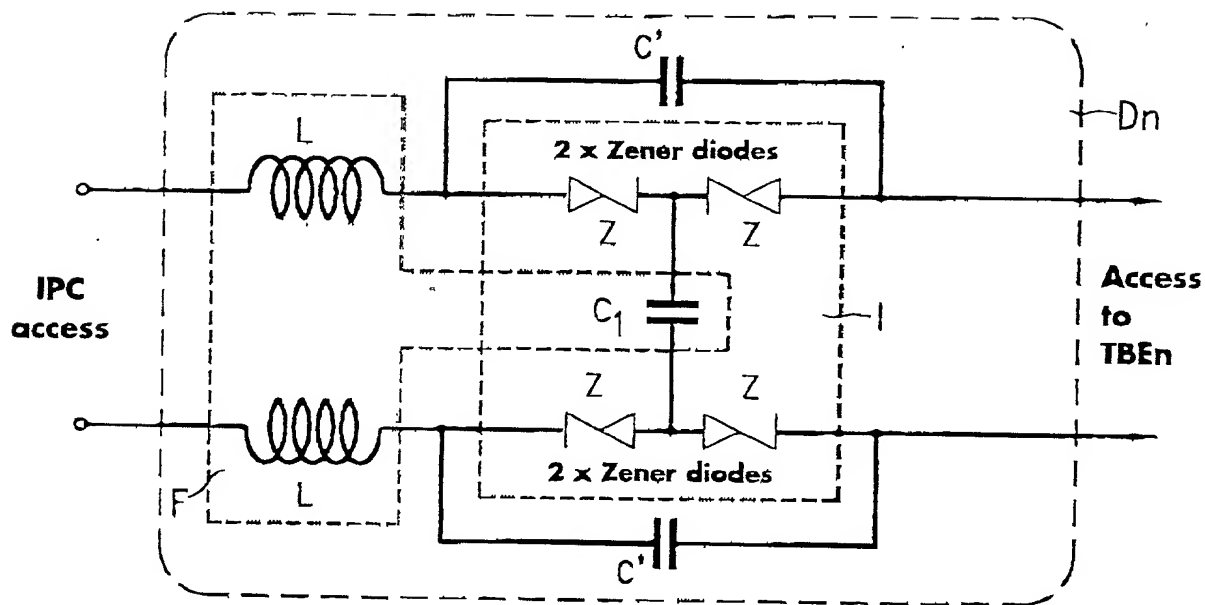 C'
Dn
L
2 x Zener diodes
Z
Z
IPC
access
C1
I
Access
to
TBEn
Z
Z
2 x Zener diodes
F
L
C'